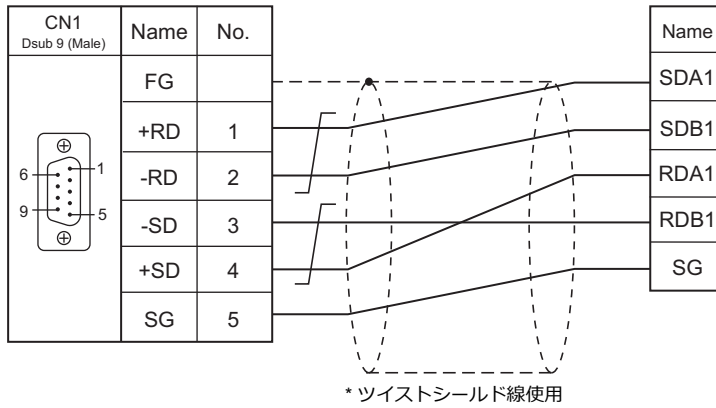 CN1
Dsub 9 (Male)
Name
No.
Name
FG
SDA1
+RD
1
SDB1
-RD
2
RDA1
-SD
3
RDB1
+SD
4
SG
SG
5
6
1
9
5
* ツイストシールド線使用